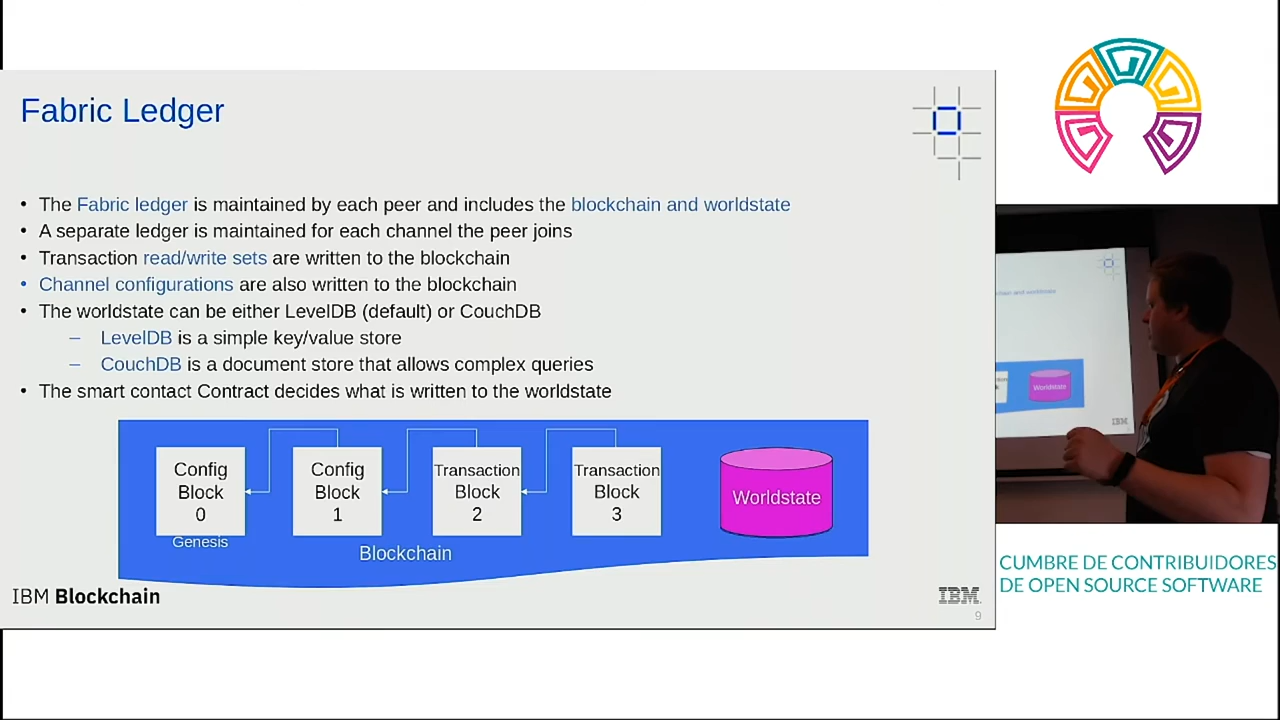 Fabric Ledger
• The Fabric ledger is maintained by each peer and includes the blockchain and worldstate
• A separate ledger is maintained for each channel the peer joins
• Transaction read/write sets are written to the blockchain
• Channel configurations are also written to the blockchain
• The worldstate can be either LevelDB (default) or CouchDB
– LevelDB is a simple key/value store
– CouchDB is a document store that allows complex queries
• The smart contact Contract decides what is written to the worldstate
Config
Block
0
Genesis
Config
Block
1
Transaction
Block
2
Transaction
Block
3
Blockchain
Worldstate
IBM Blockchain
IBM
9
Worldstate
IBM
CUMBRE DE CONTRIBUIDORES
DE OPEN SOURCE SOFTWARE